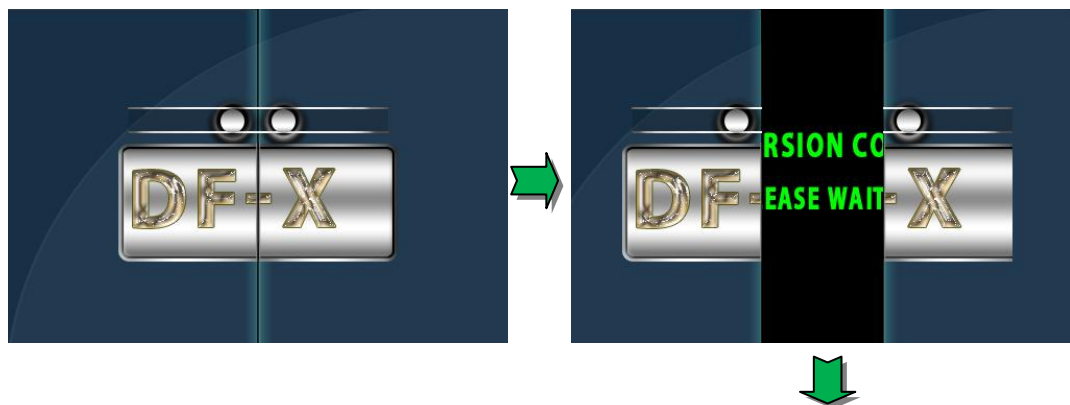 DF-X
DF-
RSION CO
EASE WAIT
- X